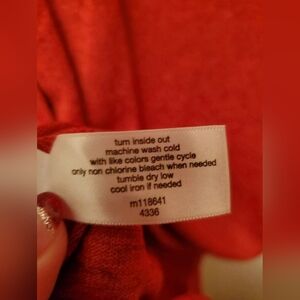 turn inside out
machine wash cold
with like colors gentle cycle
only non chlorine bleach when needed
tumble dry low
cool iron if needed
m118641
4336